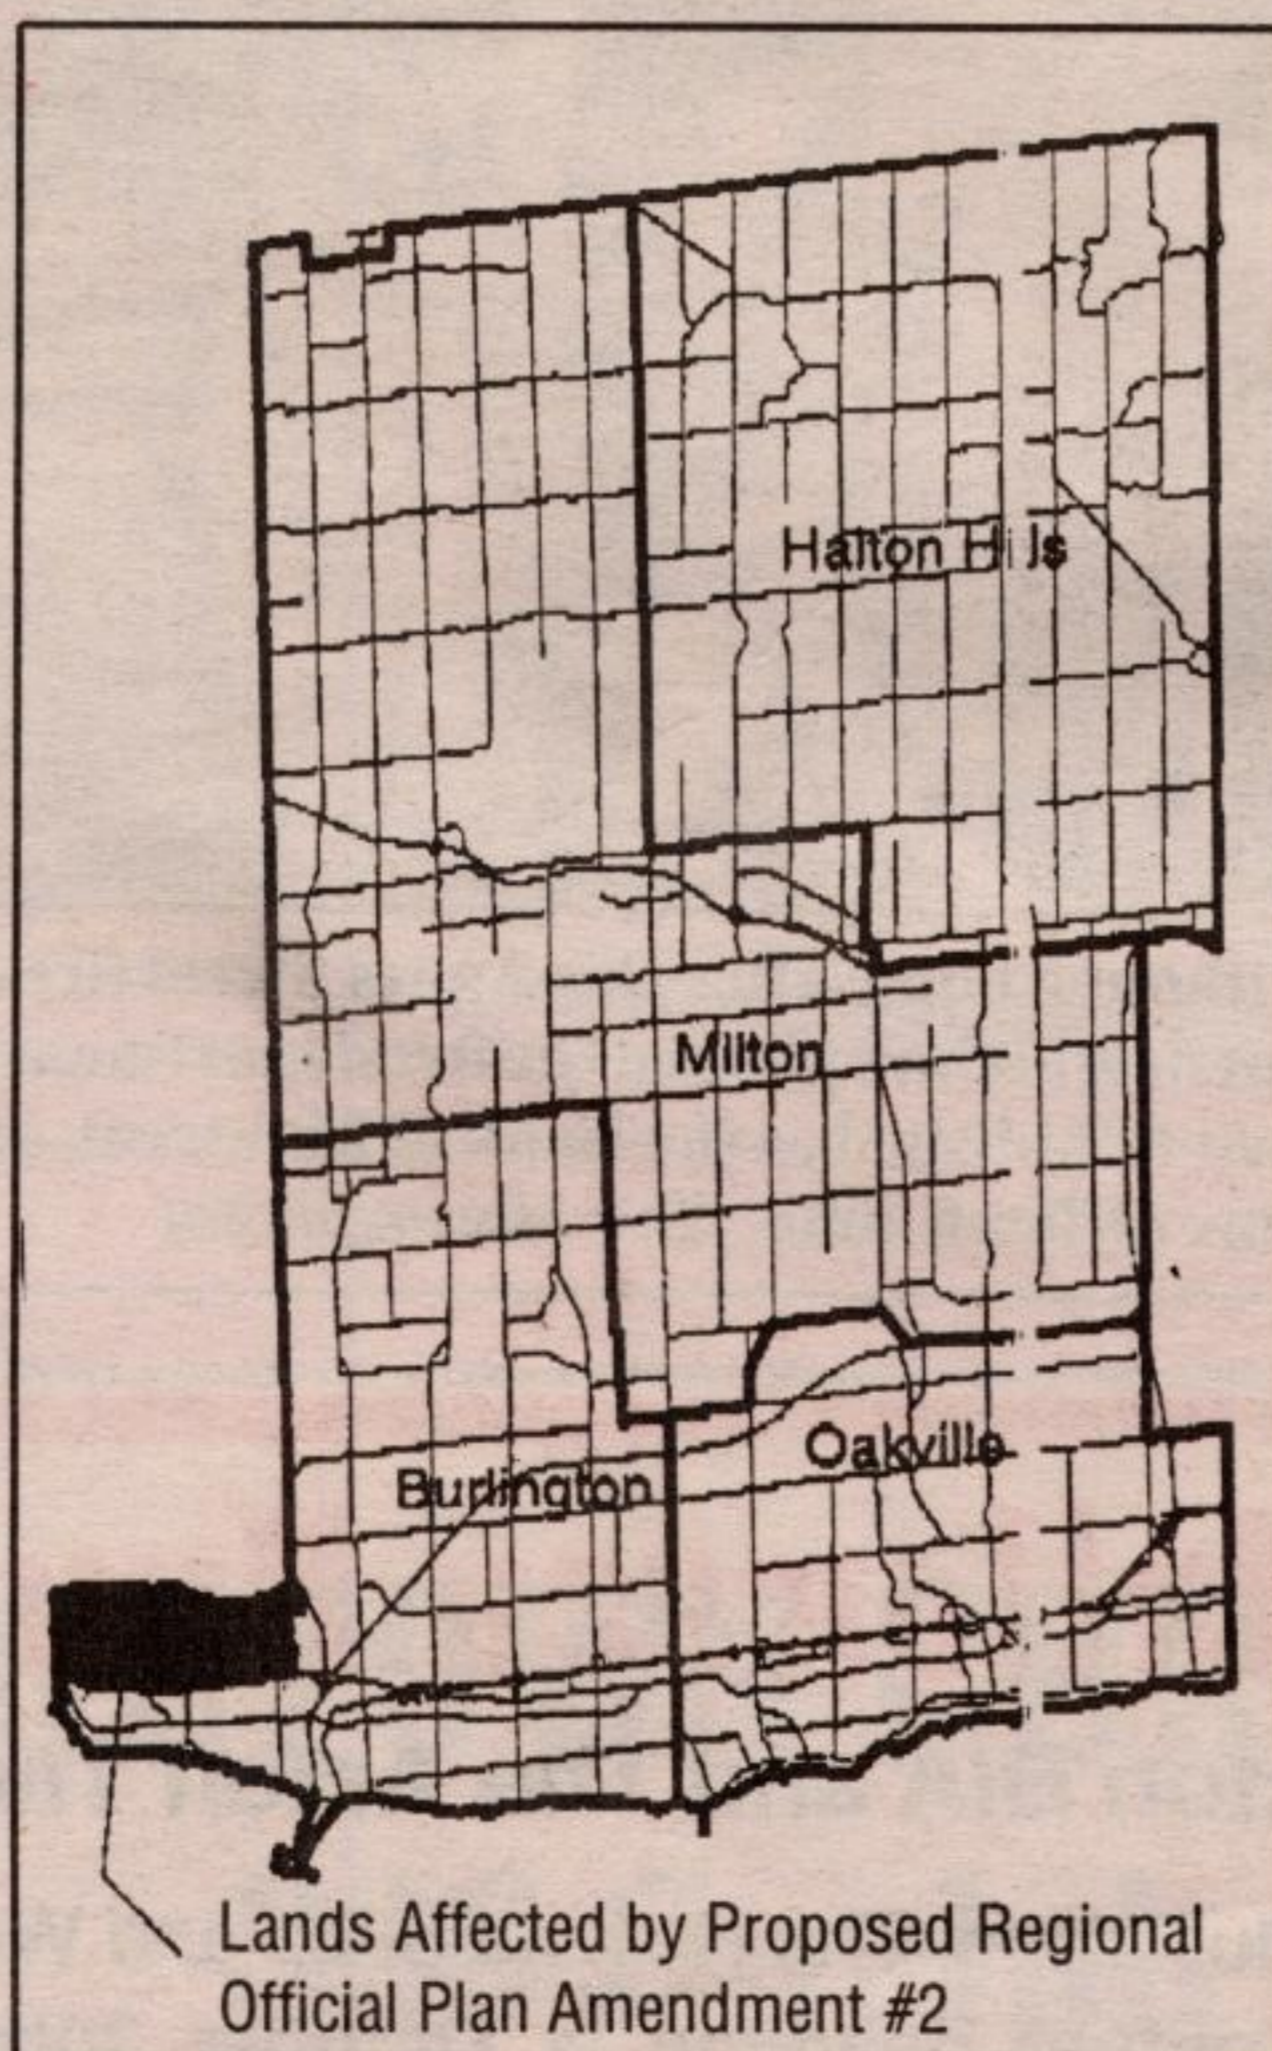 Halton Hills
Milton
Oakville
Burlington
Lands Affected by Proposed Regional
Official Plan Amendment #2